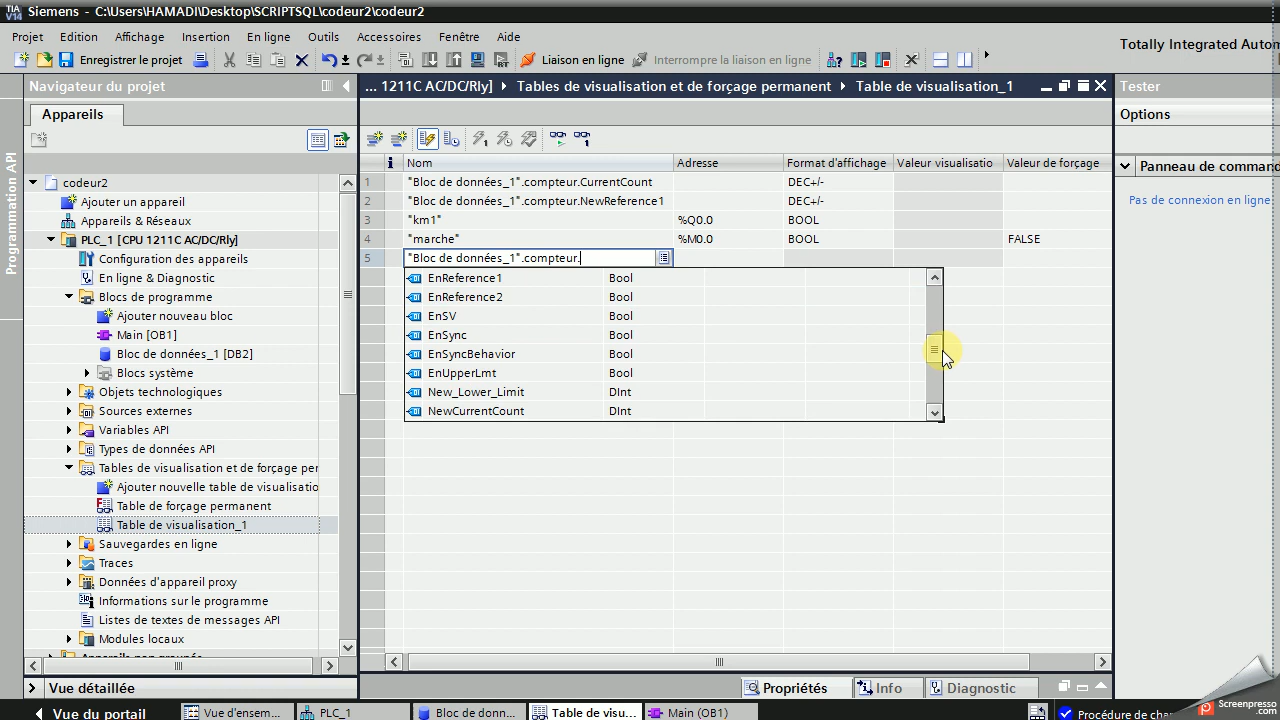 TIA V14
Siemens - C:\Users\HAMADI\Desktop\SCRIPTSQL\codeur2\codeur2
Projet Edition Affichage Insertion En ligne Outils Accessoires Fenêtre Aide
Totally Integrated Autom
Enregistrer le projet
Liaison en ligne
Interrompre la liaison en ligne
Navigateur du projet
... 1211C AC/DC/Rly] Tables de visualisation et de forçage permanent Table de visualisation_1
Tester
Appareils
Options
Programmation API
Nom Adresse Format d'affichage Valeur visualisatio Valeur de forçage
Panneau de command
Pas de connexion en ligne
1 "Bloc de données_1".compteur.CurrentCount DEC+/-
2 "Bloc de données_1".compteur.NewReference1 DEC+/-
3 "km1" %Q0.0 BOOL
4 "marche" %M0.0 BOOL FALSE
5 "Bloc de données_1".compteur.
EnReference1 Bool
EnReference2 Bool
EnSV Bool
EnSync Bool
EnSyncBehavior Bool
EnUpperLmt Bool
New_Lower_Limit DInt
NewCurrentCount DInt
codeur2
Ajouter un appareil
Appareils & Réseaux
PLC_1 [CPU 1211C AC/DC/Rly]
Configuration des appareils
En ligne & Diagnostic
Blocs de programme
Ajouter nouveau bloc
Main [OB1]
Bloc de données_1 [DB2]
Blocs système
Objets technologiques
Sources externes
Variables API
Types de données API
Tables de visualisation et de forçage per
Ajouter nouvelle table de visualisatio
Table de forçage permanent
Table de visualisation_1
Sauvegardes en ligne
Traces
Données d'appareil proxy
Informations sur le programme
Listes de textes de messages API
Modules locaux
Vue détaillée
Propriétés Info Diagnostic
Vue du portail
Vue d'ensem...
PLC_1
Bloc de donn...
Table de visu...
Main (OB1)
Procédure de char
Screenpresso.com